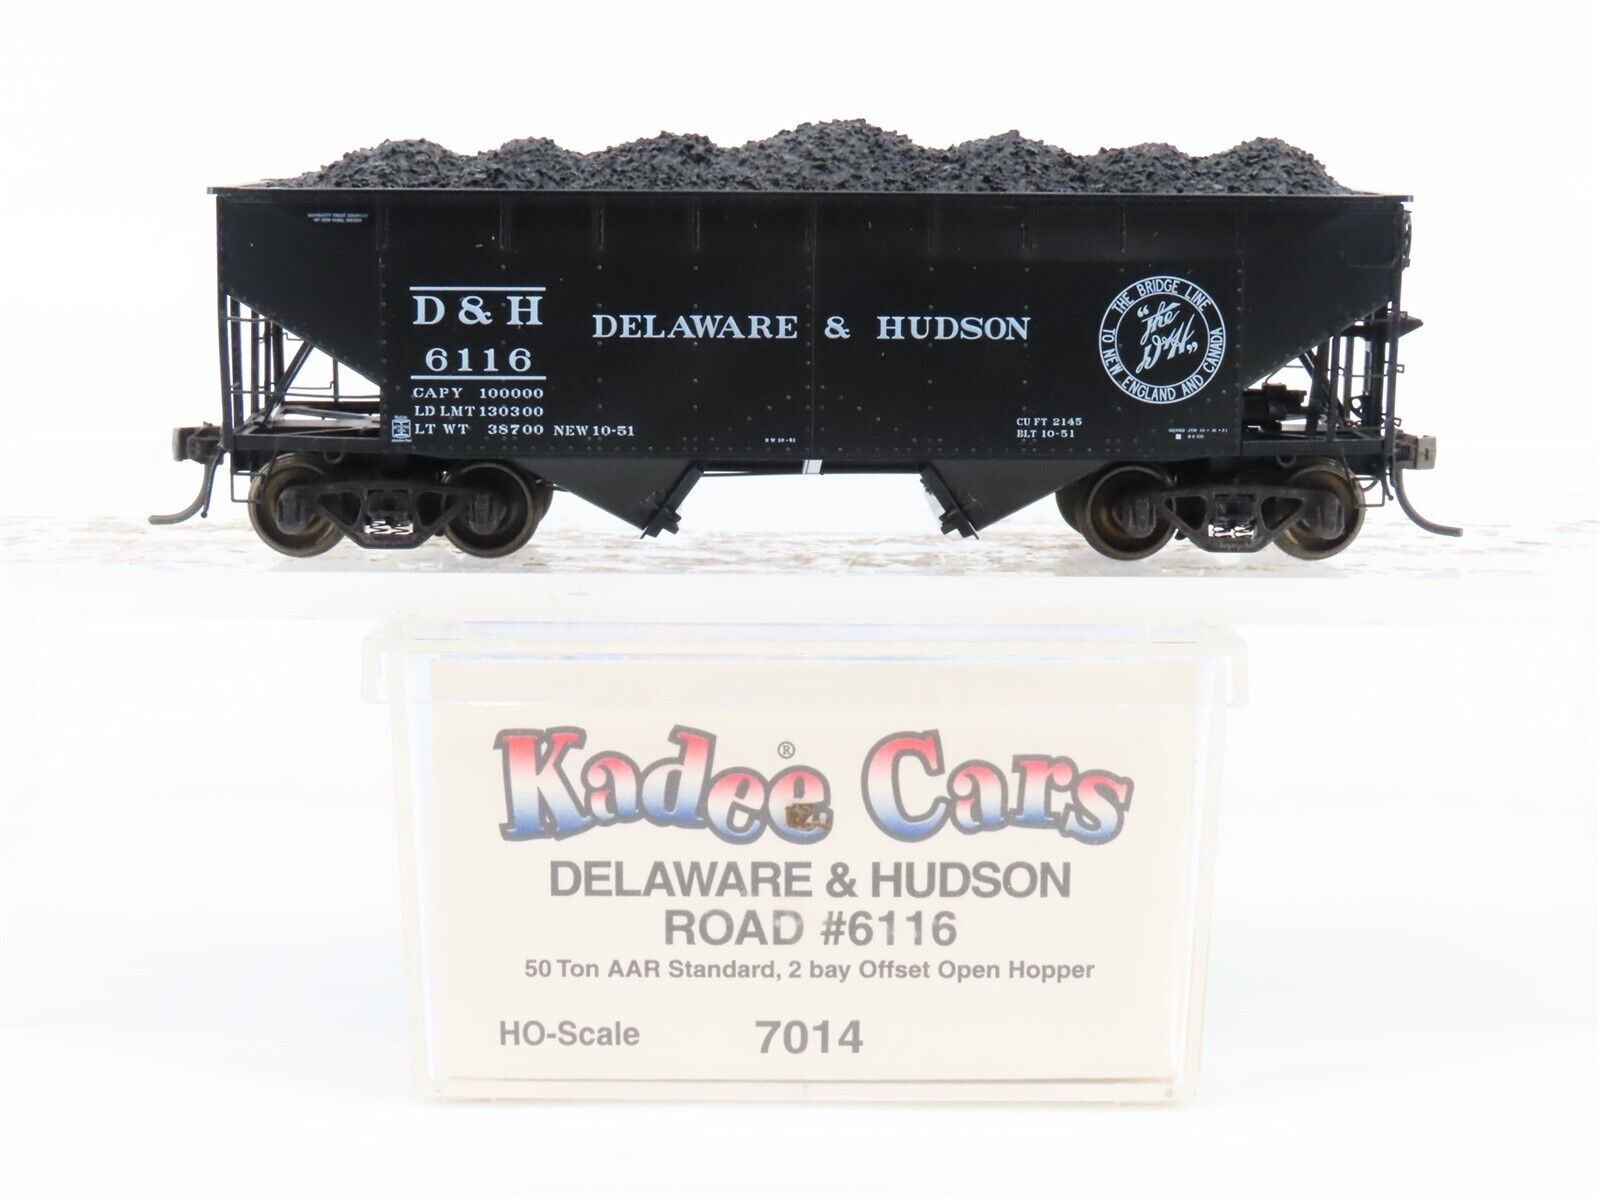 D & H
6116
CAPY 100000
LD LMT 130300
LT WT 38700 NEW 10-51
DELAWARE & HUDSON
THE BRIDGE LINE
TO NEW ENGLAND AND CANADA
"The D&H"
CU FT 2145
BLT 10-51
Kadee® Cars
DELAWARE & HUDSON
ROAD #6116
50 Ton AAR Standard, 2 bay Offset Open Hopper
HO-Scale 7014